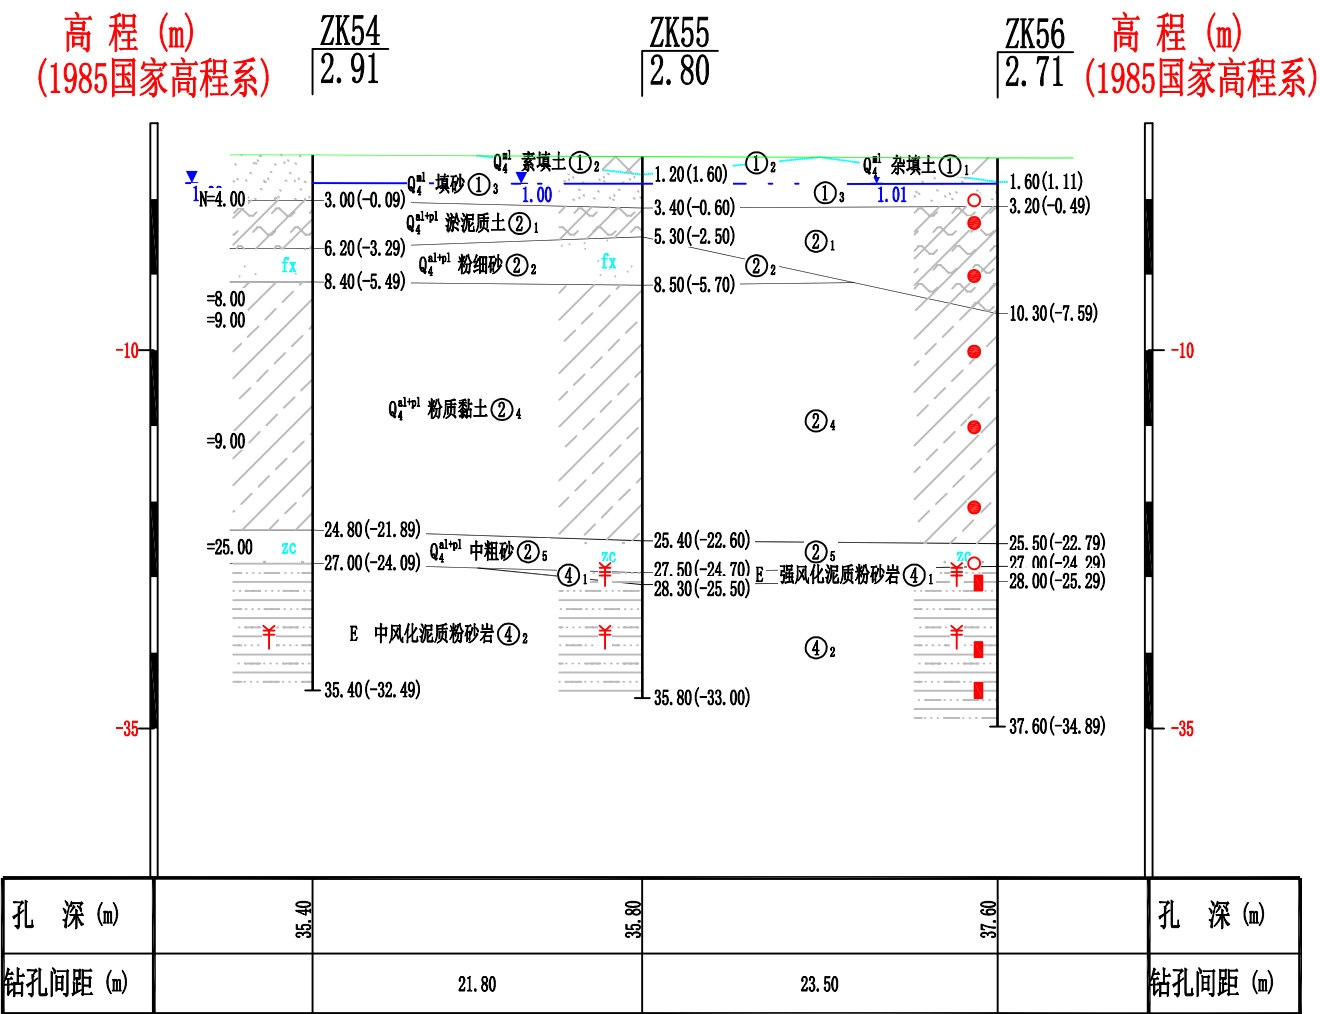 高 程 (m)
(1985国家高程系)
ZK54
2.91
ZK55
2.80
ZK56
2.71
高 程 (m)
(1985国家高程系)
Q4ml 素填土①2
①2
Q4ml 杂填土①1
1.20(1.60)
1.60(1.11)
Q4ml 填砂①3
1.00
①3
1.01
N=4.00
3.00(-0.09)
3.40(-0.60)
3.20(-0.49)
Q4al+pl 淤泥质土②1
②1
6.20(-3.29)
5.30(-2.50)
fx
Q4al+pl 粉细砂②2
fx
②2
8.40(-5.49)
8.50(-5.70)
=8.00
=9.00
10.30(-7.59)
-10
-10
Q4al+pl 粉质黏土②4
②4
=9.00
24.80(-21.89)
25.40(-22.60)
25.50(-22.79)
=25.00
zc
Q4al+pl 中粗砂②5
zc
②5
zc
27.00(-24.09)
27.50(-24.70)
27.00(-24.29)
④1
E 强风化泥质粉砂岩④1
28.30(-25.50)
28.00(-25.29)
E 中风化泥质粉砂岩④2
④2
35.40(-32.49)
35.80(-33.00)
37.60(-34.89)
-35
-35
孔 深(m)
35.40
35.80
37.60
孔 深(m)
钻孔间距(m)
21.80
23.50
钻孔间距(m)